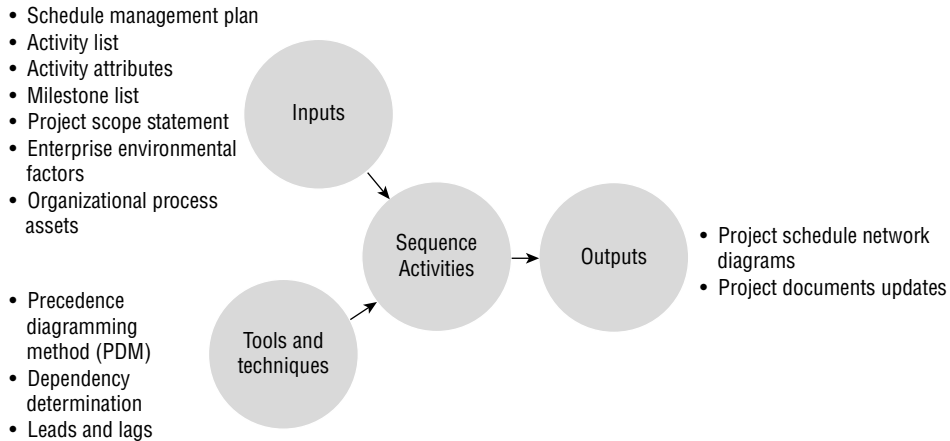 • Schedule management plan
• Activity list
• Activity attributes
• Milestone list
• Project scope statement
• Enterprise environmental
factors
• Organizational process
assets
Inputs
Sequence
Activities
Outputs
• Project schedule network
diagrams
• Project documents updates
• Precedence
diagramming
method (PDM)
• Dependency
determination
• Leads and lags
Tools and
techniques